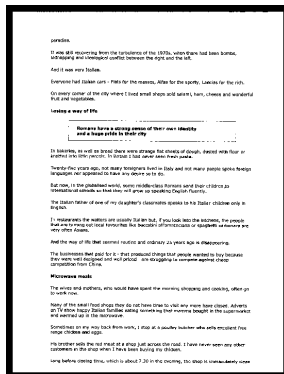 paradise.
It was still recovering from the turbulence of the 1970s, when there had been bombs,
kidnapping and ideological conflict between the right and the left.
And it was very Italian.
Everyone had Italian cars - Fiats for the masses, Alfas for the sporty, Lancias for the rich.
On every corner of the city where I lived small shops sold salami, ham, cheese and wonderful
fruit and vegetables.
Losing a way of life
Romans have a strong sense of their own identity
and a huge pride in their city
In bakeries, as well as bread there were strange flat sheets of dough, dusted with flour or
knotted into little parcels. In Britain I had never seen fresh pasta.
Twenty-four years ago, not many foreigners lived in Italy and not many people spoke foreign
languages nor appeared to have any desire to do so.
But now, in the globalised world, some middle-class Romans send their children to
international schools so that they will grow up speaking English fluently.
The Italian father of one of my daughter's classmates speaks to his Italian children only in
English.
In restaurants the waiters are usually Italian but, if you look into the kitchens, the people
that are turning out local favourites like bucatini all'amatriciana or spaghetti carbonara are
very often Asians.
And the way of life that seemed routine and ordinary 24 years ago is disappearing.
The businesses that paid for it - that produced things that people wanted to buy because
they were well designed and well priced - are struggling to compete against cheap
competition from China.
Microwave meals
The wives and mothers, who would have spent the morning shopping and cooking, often go
to work now.
Many of the small food shops they do not have time to visit any more have closed. Adverts
on TV show happy Italian families eating something that mamma bought in the supermarket
and warmed up in the microwave.
Sometimes on my way back from work, I stop at a poultry butcher who sells excellent free
range chicken and eggs.
His brother sells the red meat at a shop just across the road. I have never seen any other
customers in the shop when I have been buying the chicken.
Long before closing time, which is about 7.30 in the evening, the shop is immaculately clean